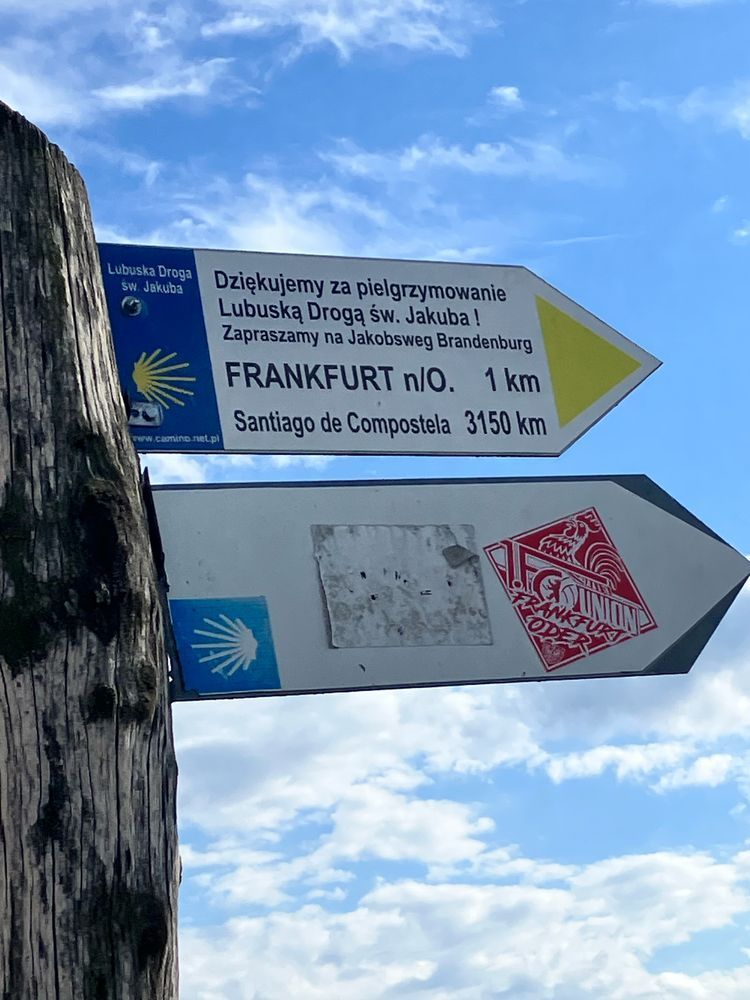 Lubuska Droga
św. Jakuba
www.camino.net.pl
Dziękujemy za pielgrzymowanie
Lubuską Drogą św. Jakuba !
Zapraszamy na Jakobsweg Brandenburg
FRANKFURT n/O. 1 km
Santiago de Compostela 3150 km
UNION
FRANKFURT
ODER